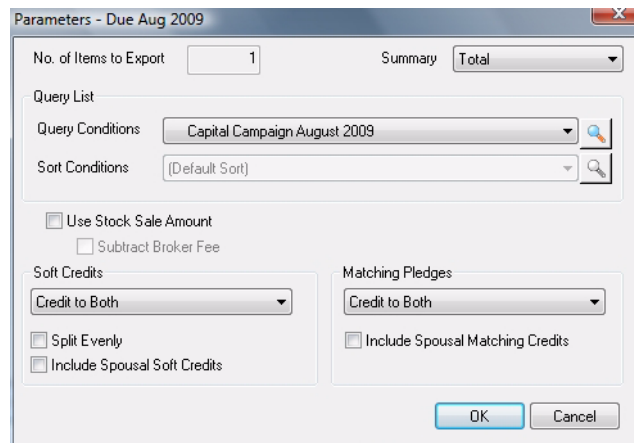 Parameters - Due Aug 2009
No. of Items to Export 1 Summary Total
Query List
Query Conditions Capital Campaign August 2009
Sort Conditions (Default Sort)
Use Stock Sale Amount
Subtract Broker Fee
Soft Credits Matching Pledges
Credit to Both Credit to Both
Split Evenly Include Spousal Matching Credits
Include Spousal Soft Credits
OK Cancel